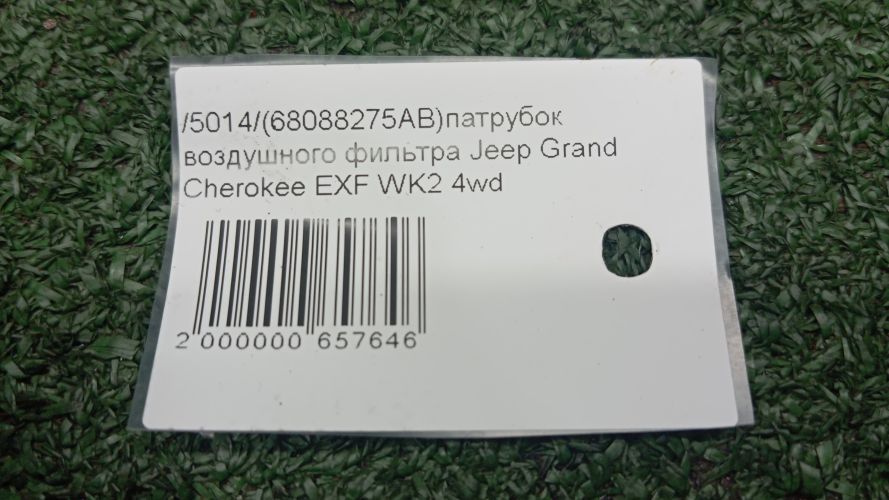 /5014/(68088275AB)патрубок
воздушного фильтра Jeep Grand
Cherokee EXF WK2 4wd
2 000000 657646